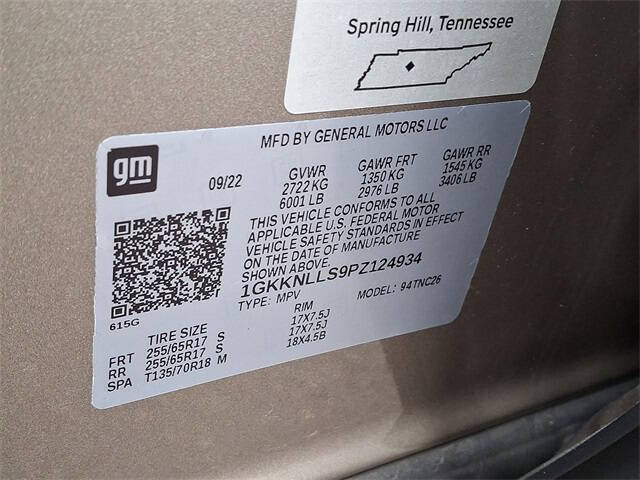 Spring Hill, Tennessee
gm
MFD BY GENERAL MOTORS LLC
09/22 GVWR GAWR FRT GAWR RR
2722 KG 1350 KG 1545 KG
6001 LB 2976 LB 3406 LB
THIS VEHICLE CONFORMS TO ALL
APPLICABLE U.S. FEDERAL MOTOR
VEHICLE SAFETY STANDARDS IN EFFECT
ON THE DATE OF MANUFACTURE
SHOWN ABOVE.
1GKKNLLS9PZ124934
TYPE: MPV MODEL: 94TNC26
615G
TIRE SIZE RIM
FRT 255/65R17 S 17X7.5J
RR 255/65R17 S 17X7.5J
SPA T135/70R18 M 18X4.5B